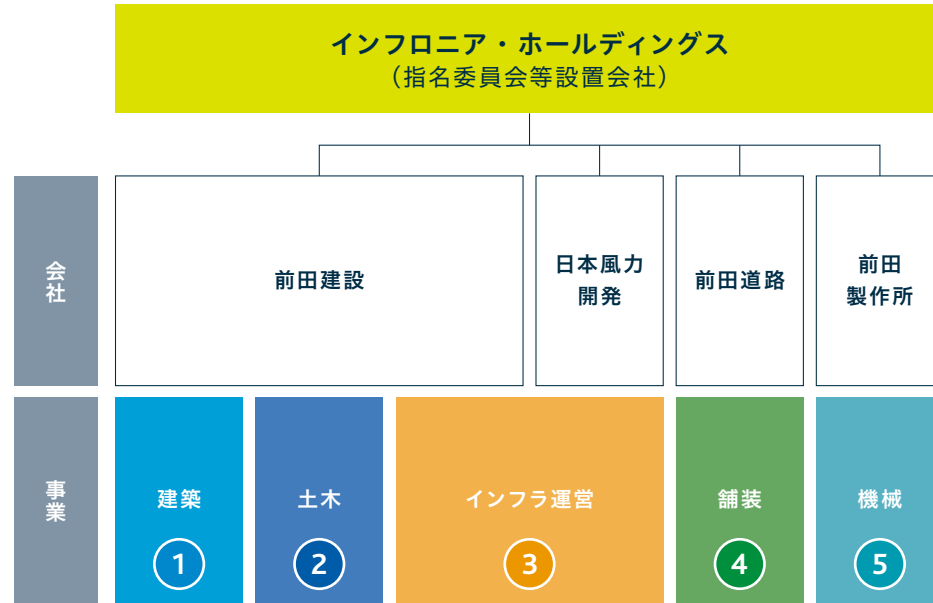 インフロニア・ホールディングス
（指名委員会等設置会社）
会社
前田建設
日本風力
開発
前田道路
前田
製作所
事業
建築
土木
インフラ運営
舗装
機械
1
2
3
4
5